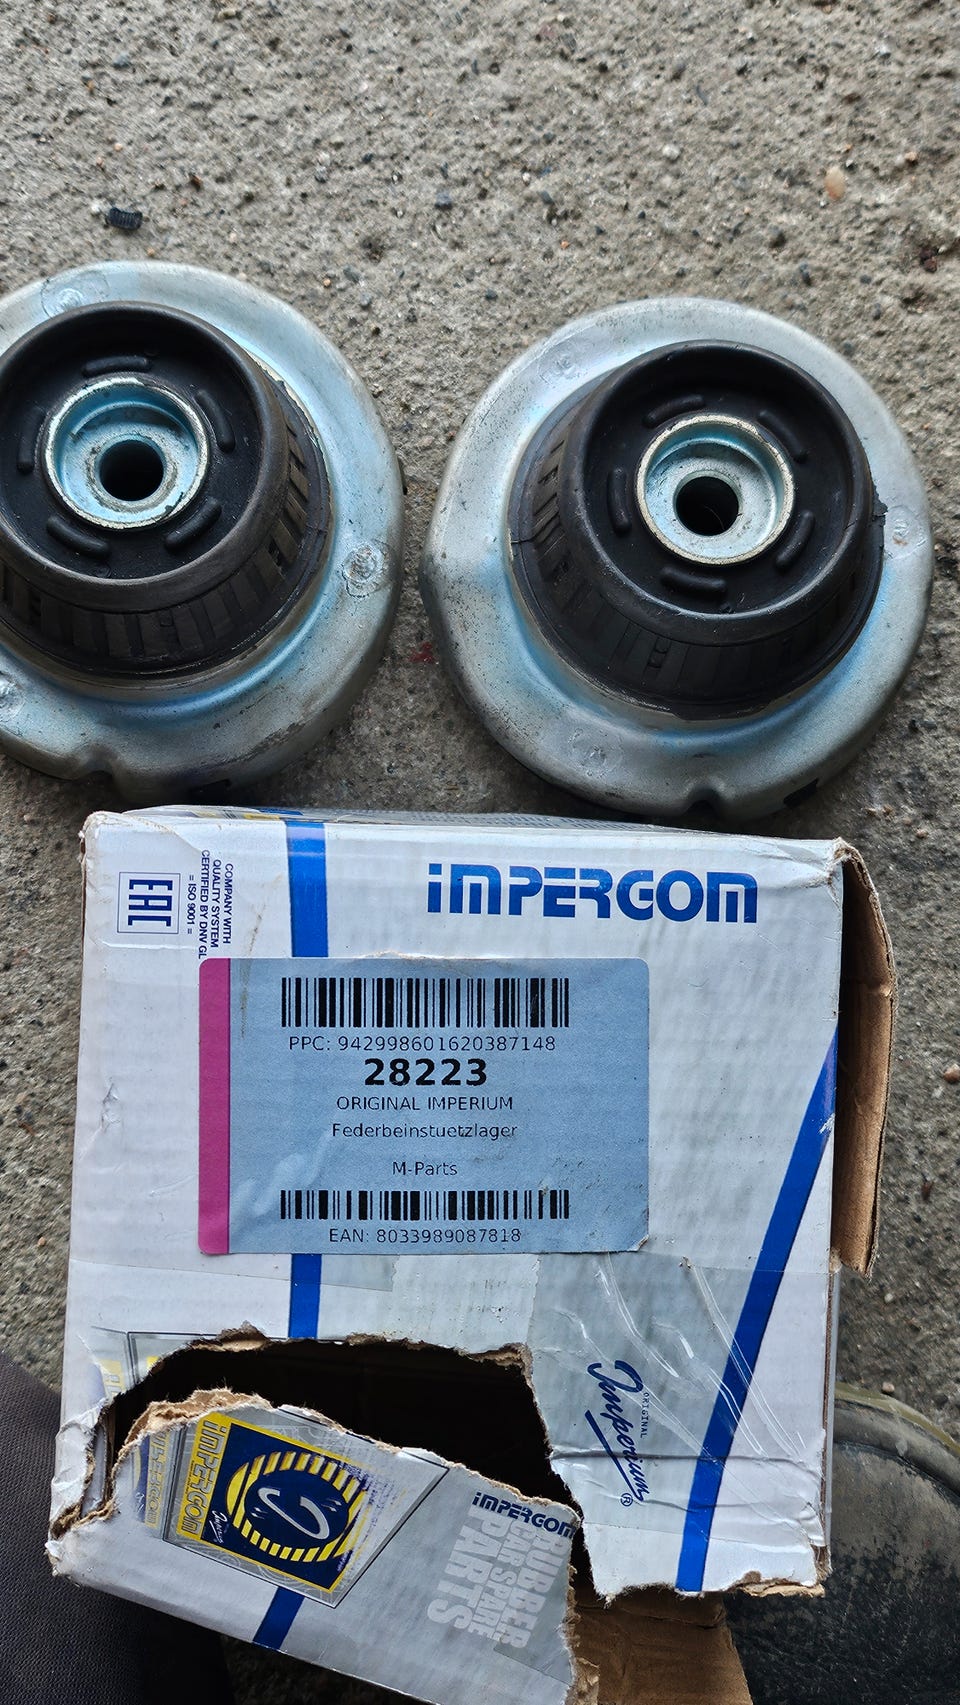 IMPERGOM
EAC
COMPANY WITH
QUALITY SYSTEM
CERTIFIED BY DNV GL
= ISO 9001 =
PPC: 942998601620387148
28223
ORIGINAL IMPERIUM
Federbeinstuetzlager
M-Parts
EAN: 8033989087818
ORIGINAL
Imperium®
IMPERGOM
Imperium
IMPERGOM
RUBBER
CAR SPARE
PARTS